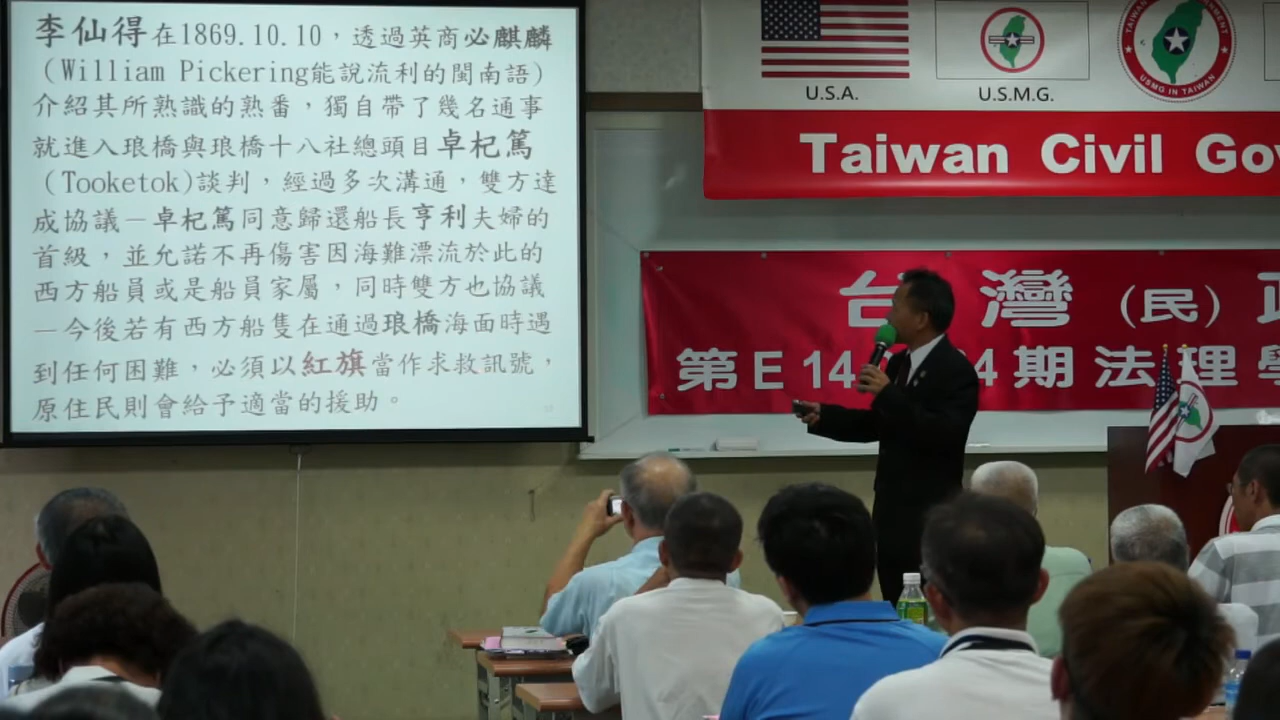 李仙得在1869.10.10，透過英商必麒麟
（William Pickering能說流利的閩南語)
介紹其所熟識的熟番，獨自帶了幾名通事
就進入琅橋與琅橋十八社總頭目卓杞篤
（Tooketok)談判，經過多次溝通，雙方達
成協議－卓杞篤同意歸還船長亨利夫婦的
首級，並允諾不再傷害因海難漂流於此的
西方船員或是船員家屬，同時雙方也協議
－今後若有西方船隻在通過琅橋海面時遇
到任何困難，必須以紅旗當作求救訊號，
原住民則會給予適當的援助。
U.S.A.
U.S.M.G.
USMG IN TAIWAN
Taiwan Civil Go
台灣（民）政
第E14 4期法理學